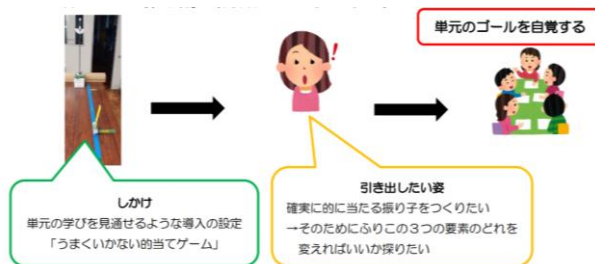 単元のゴールを自覚する
しかけ
単元の学びを見通せるような導入の設定
「うまくいかない的当てゲーム」
引き出したい姿
確実に的に当たる振り子をつくりたい
→そのためにふりこの3つの要素のどれを
変えればいいか探りたい